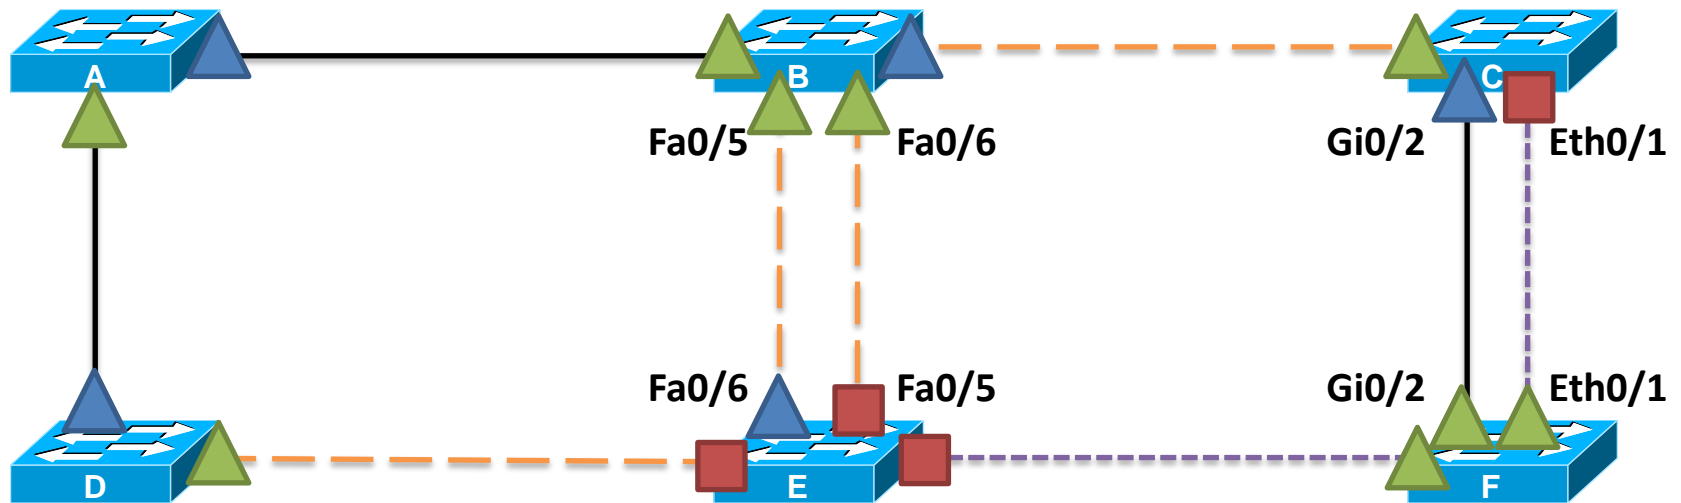 A
B
C
Fa0/5
Fa0/6
Gi0/2
Eth0/1
Fa0/6
Fa0/5
Gi0/2
Eth0/1
D
E
F